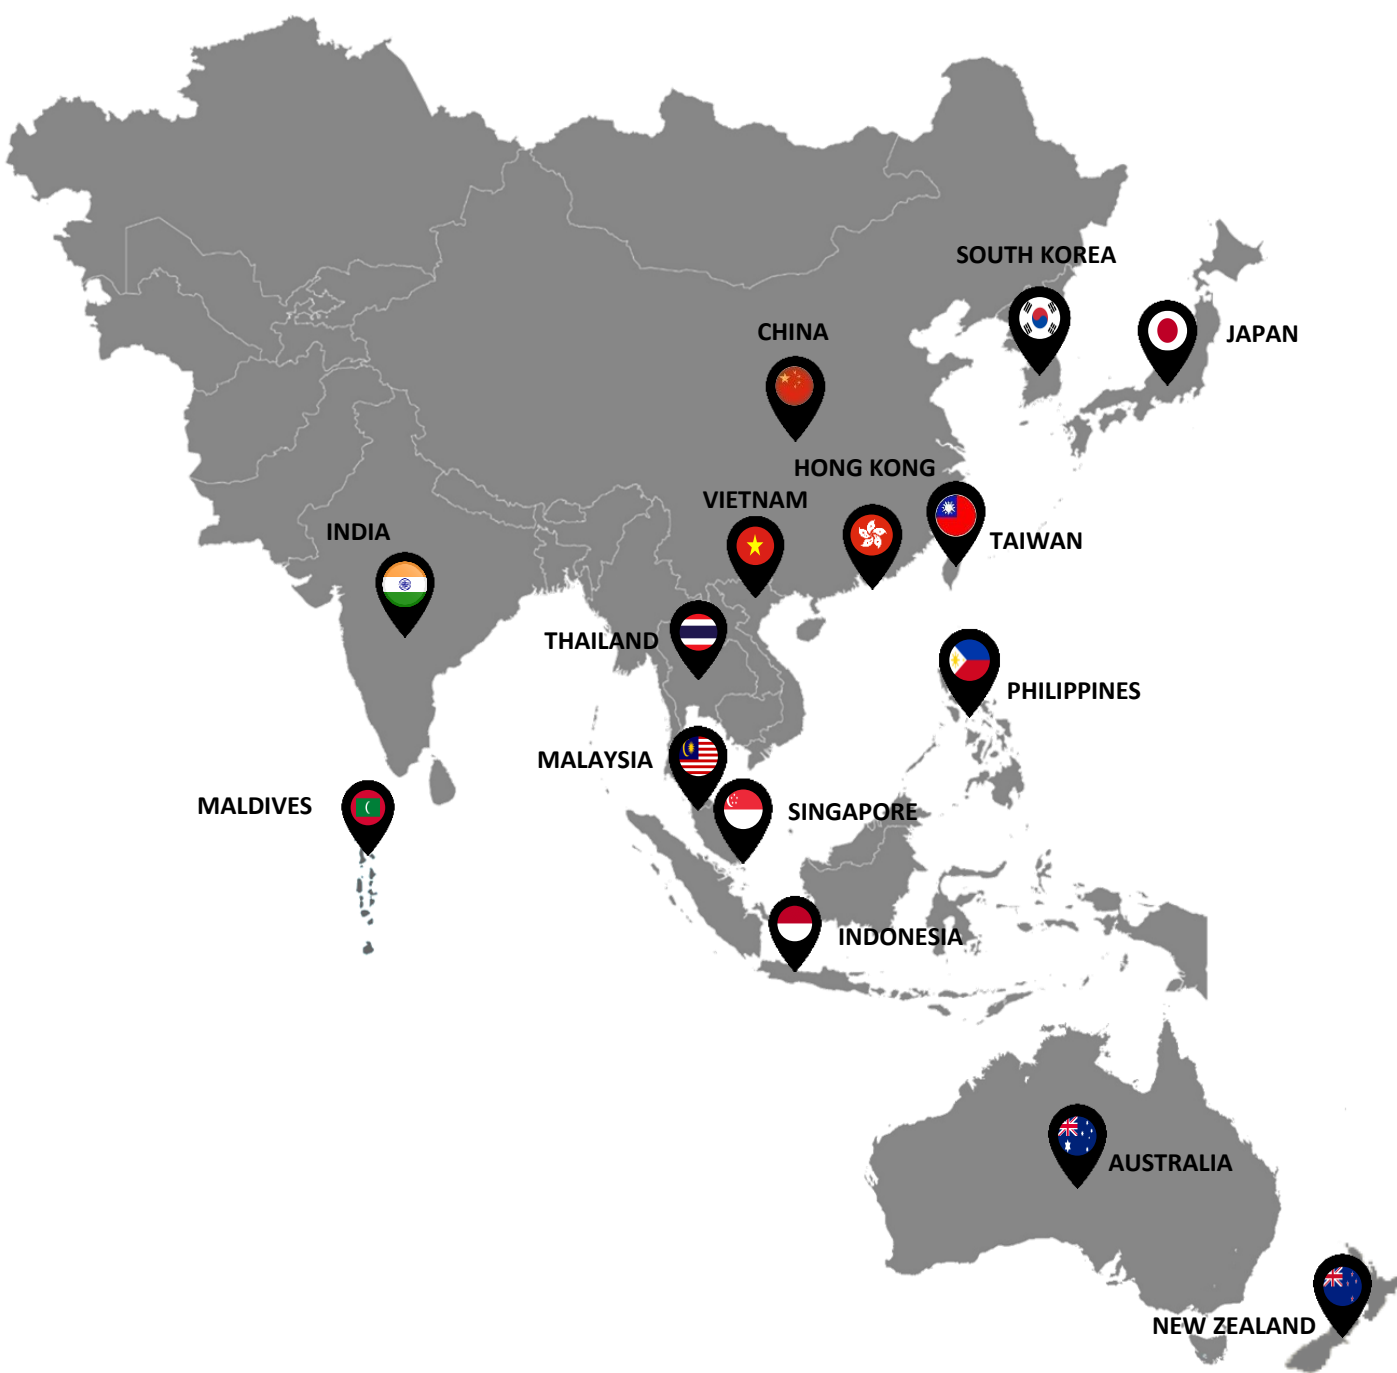 SOUTH KOREA
CHINA
JAPAN
HONG KONG
VIETNAM
INDIA
TAIWAN
THAILAND
PHILIPPINES
MALAYSIA
MALDIVES
SINGAPORE
INDONESIA
AUSTRALIA
NEW ZEALAND